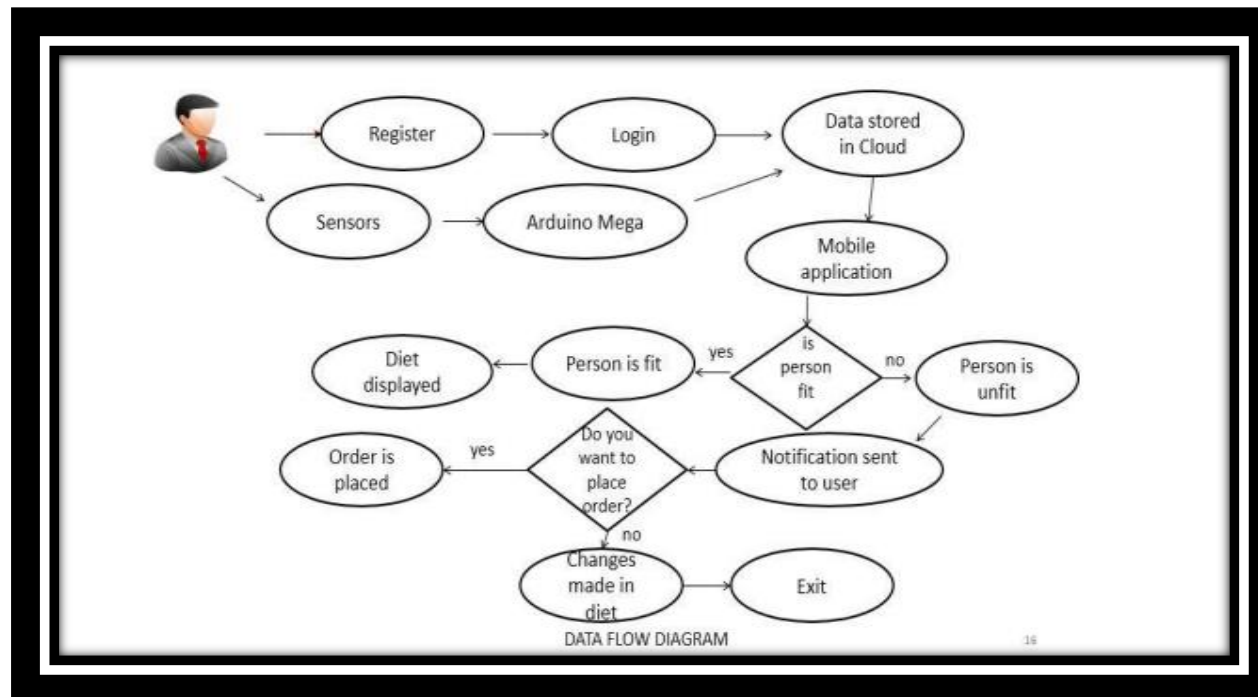 Register
Login
Data stored
in Cloud
Sensors
Arduino Mega
Mobile
application
is
person
fit
yes
no
Person is fit
Diet
displayed
Person is
unfit
Notification sent
to user
Do you
want to
place
order?
yes
Order is
placed
no
Changes
made in
diet
Exit
DATA FLOW DIAGRAM
16